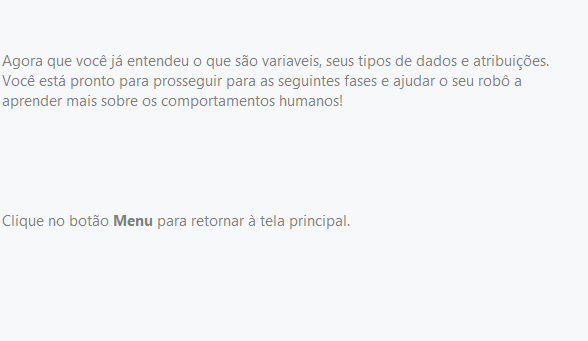 Agora que você já entendeu o que são variaveis, seus tipos de dados e atribuições.
Você está pronto para prosseguir para as seguintes fases e ajudar o seu robô a
aprender mais sobre os comportamentos humanos!
Clique no botão Menu para retornar à tela principal.